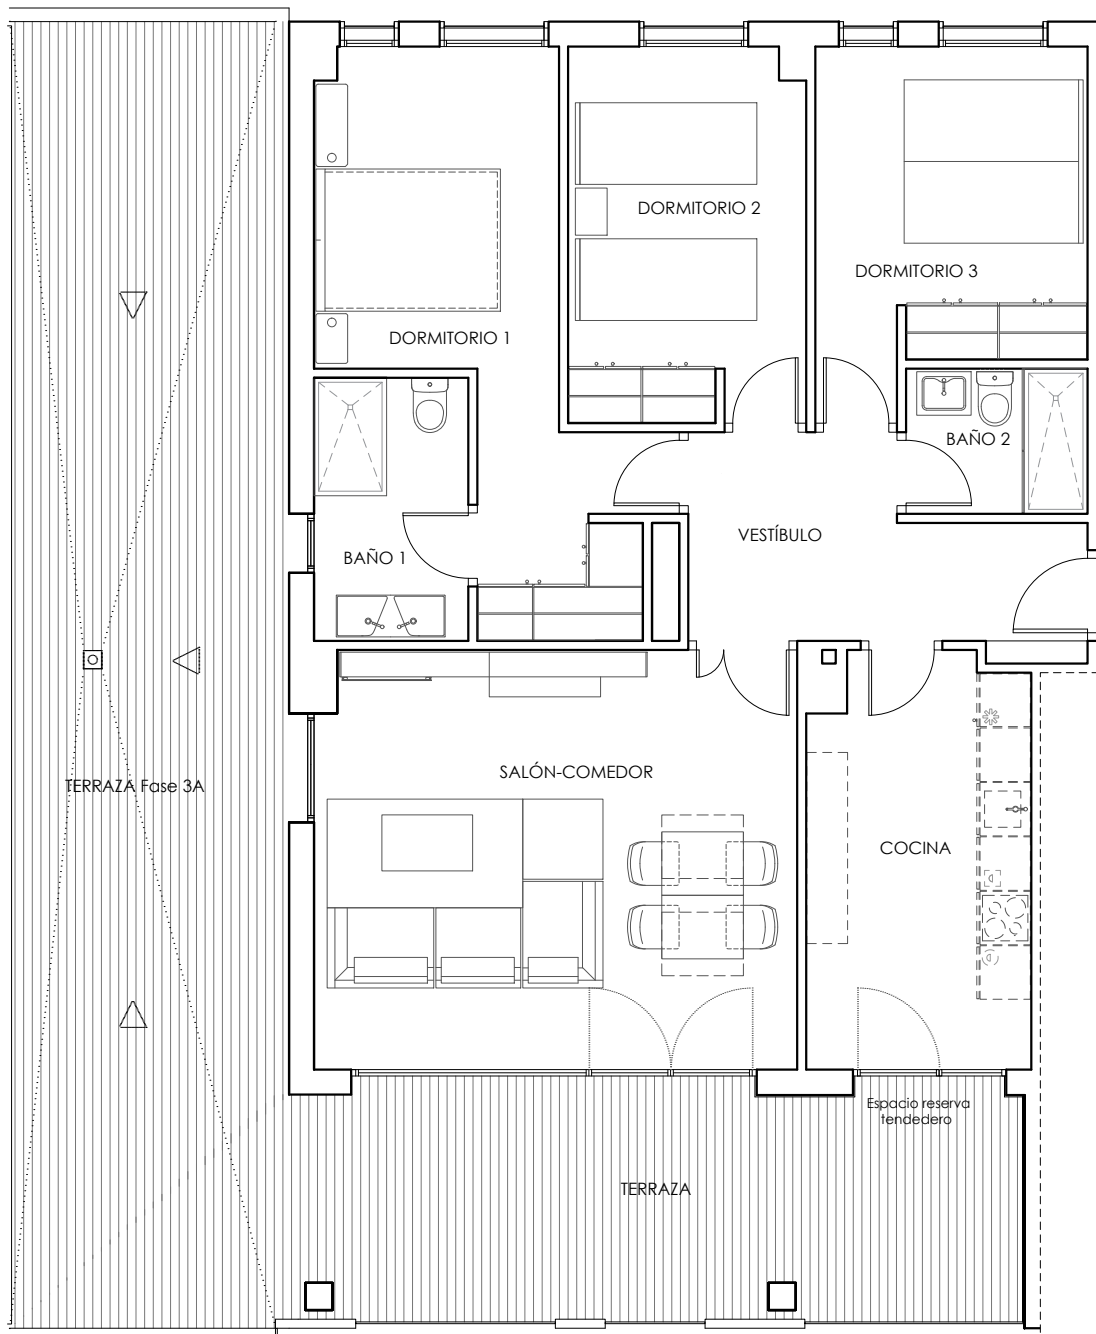 DORMITORIO 2
DORMITORIO 3
DORMITORIO 1
BAÑO 2
VESTÍBULO
BAÑO 1
SALÓN-COMEDOR
TERRAZA Fase 3A
COCINA
Espacio reserva
tendedero
TERRAZA